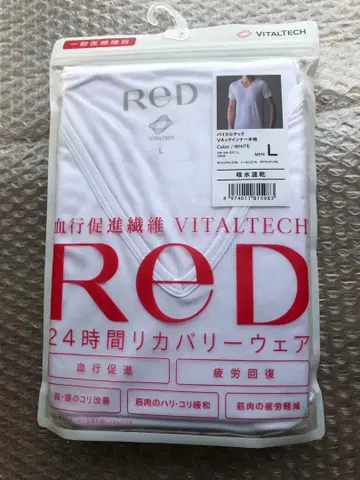 一般医療機器
VITALTECH
ReD
VITALTECH
L
バイタルテック
Vネックインナー半袖
Color / WHITE
MEN L
吸水速乾
8 974011 815983
血行促進繊維 VITALTECH
ReD
24時間リカバリーウェア
血行促進
疲労回復
肩・腰のコリ改善
筋肉のハリ・コリ緩和
筋肉の疲労軽減